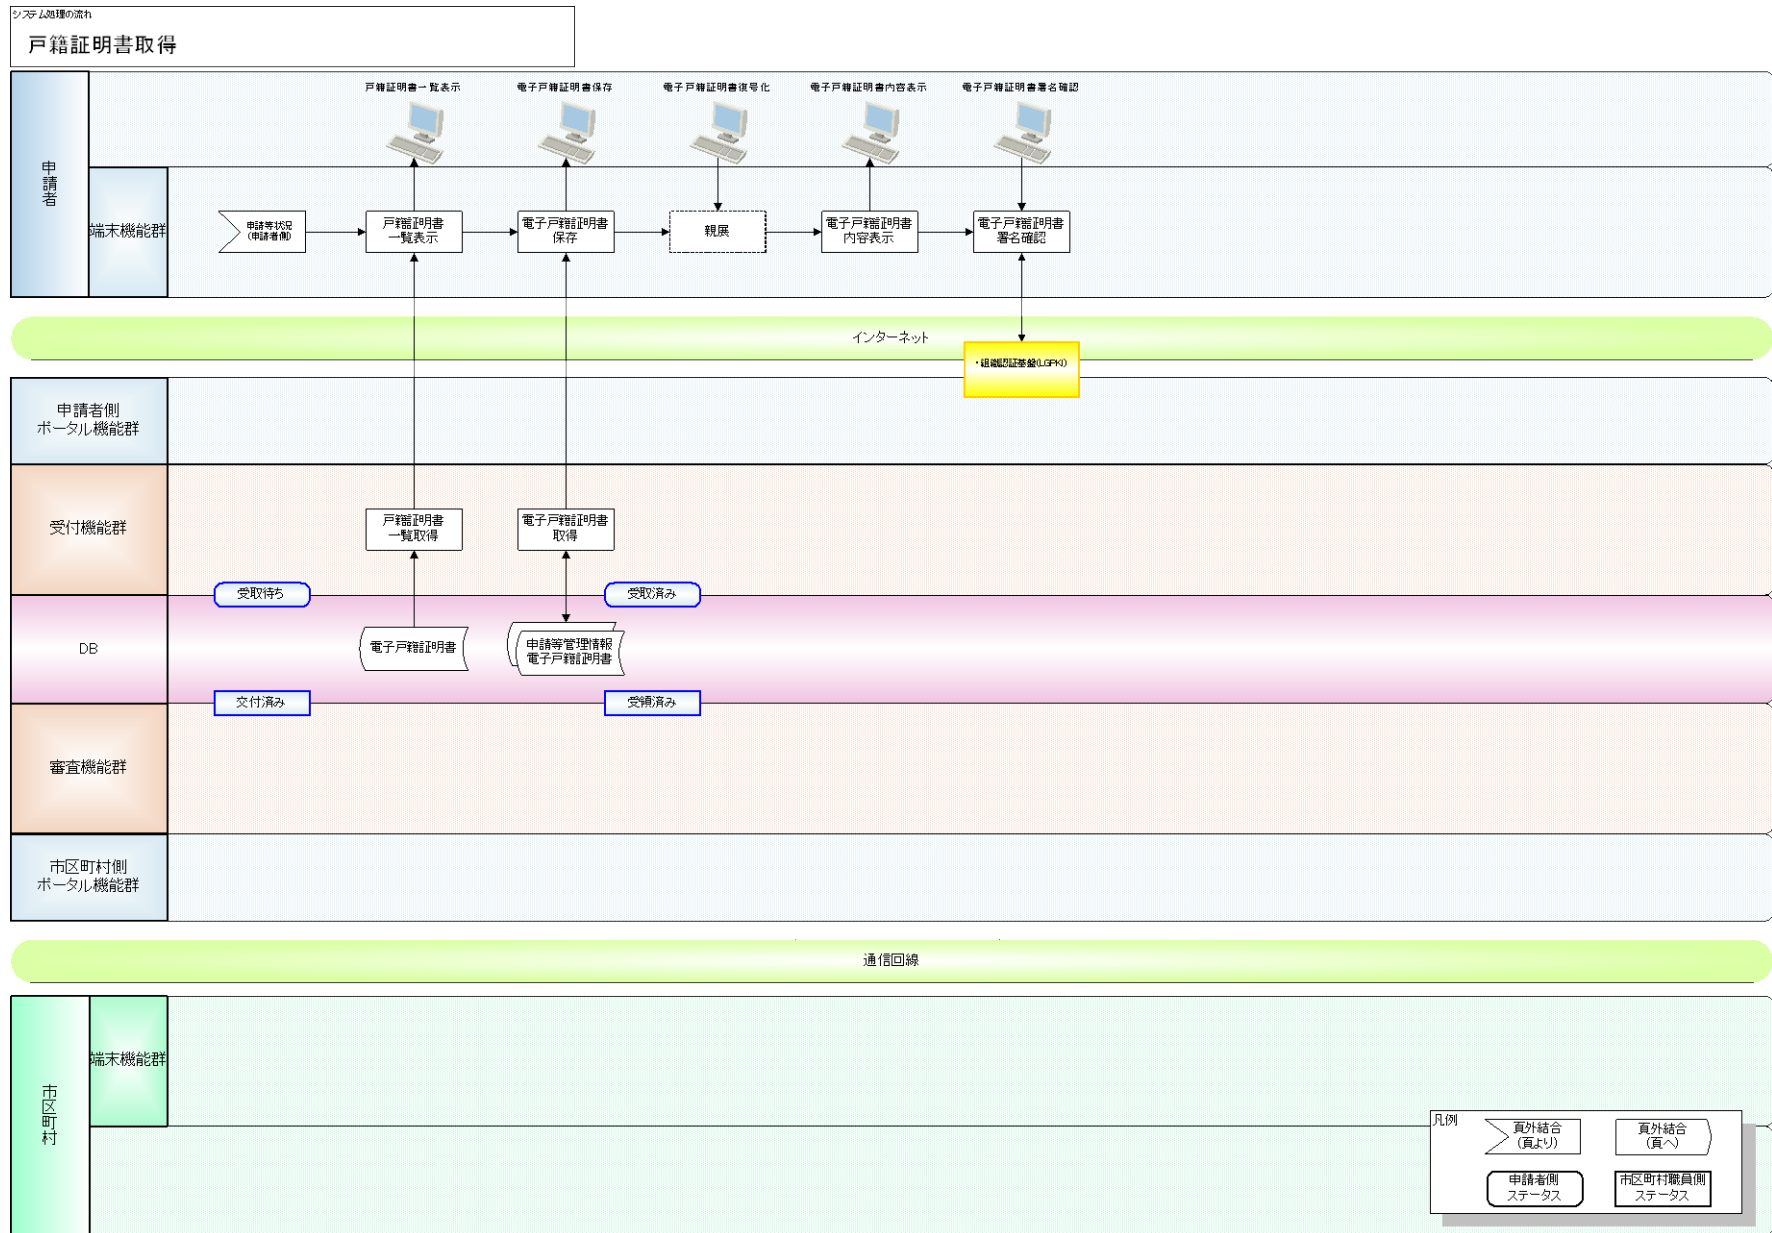 システム処理の流れ
戸籍証明書取得
戸籍証明書一覧表示
電子戸籍証明書保存
電子戸籍証明書復号化
電子戸籍証明書内容表示
電子戸籍証明書署名確認
申請者
端末機能群
申請等状況
(申請者側)
戸籍証明書
一覧表示
電子戸籍証明書
保存
親展
電子戸籍証明書
内容表示
電子戸籍証明書
署名確認
インターネット
・組織認証基盤(LGPKI)
申請者側
ポータル機能群
受付機能群
戸籍証明書
一覧取得
電子戸籍証明書
取得
受取待ち
受取済み
DB
電子戸籍証明書
申請等管理情報
電子戸籍証明書
交付済み
受領済み
審査機能群
市区町村側
ポータル機能群
通信回線
市区町村
端末機能群
凡例
頁外結合
(頁より)
頁外結合
(頁へ)
申請者側
ステータス
市区町村職員側
ステータス